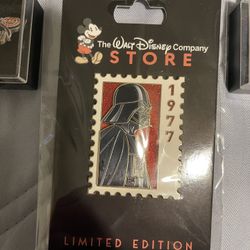 The WALT DISNEY Company
STORE
1977
LIMITED EDITION